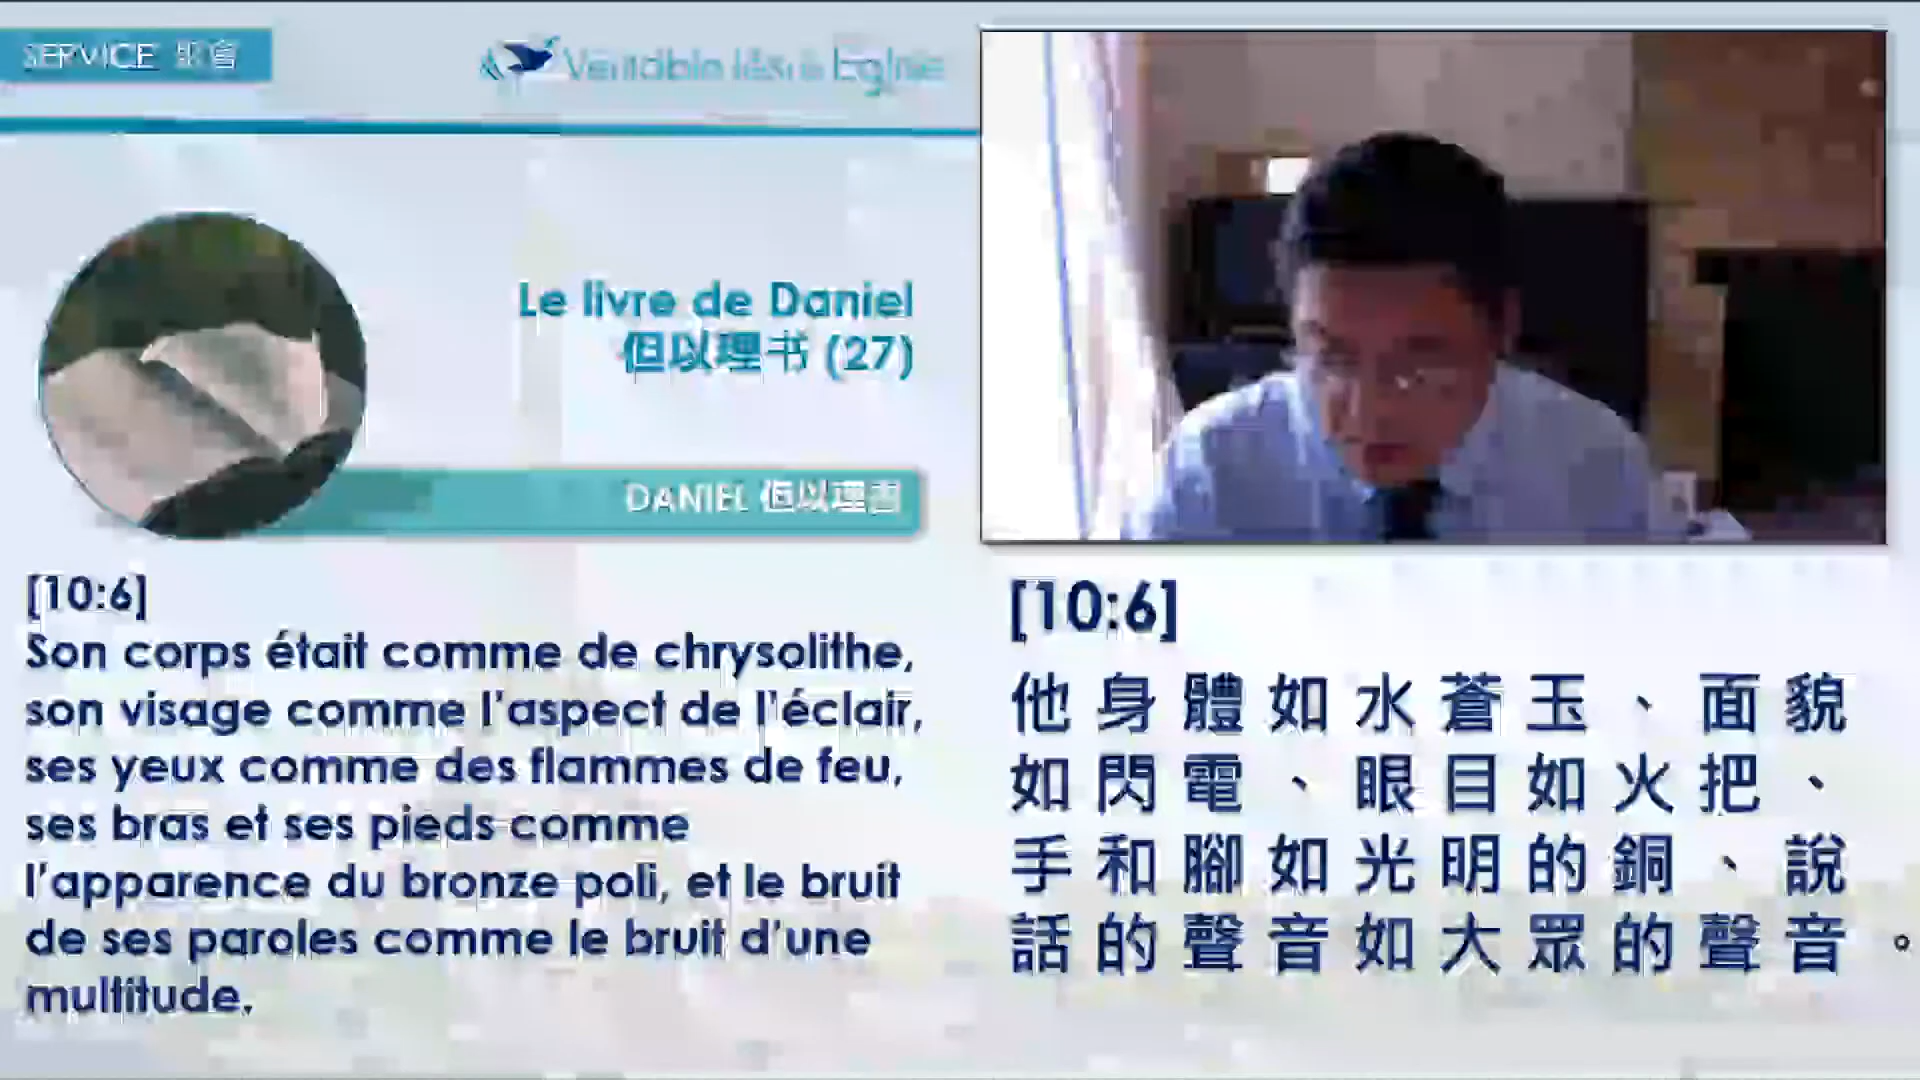 SERVICE 聚會
Le livre de Daniel
但以理书 (27)
DANIEL 但以理書
[10:6]
Son corps était comme de chrysolithe,
son visage comme l'aspect de l'éclair,
ses yeux comme des flammes de feu,
ses bras et ses pieds comme
l'apparence du bronze poli, et le bruit
de ses paroles comme le bruit d'une
multitude.
[10:6]
他身體如水蒼玉、面貌
如閃電、眼目如火把、
手和腳如光明的銅、說
話的聲音如大眾的聲音。